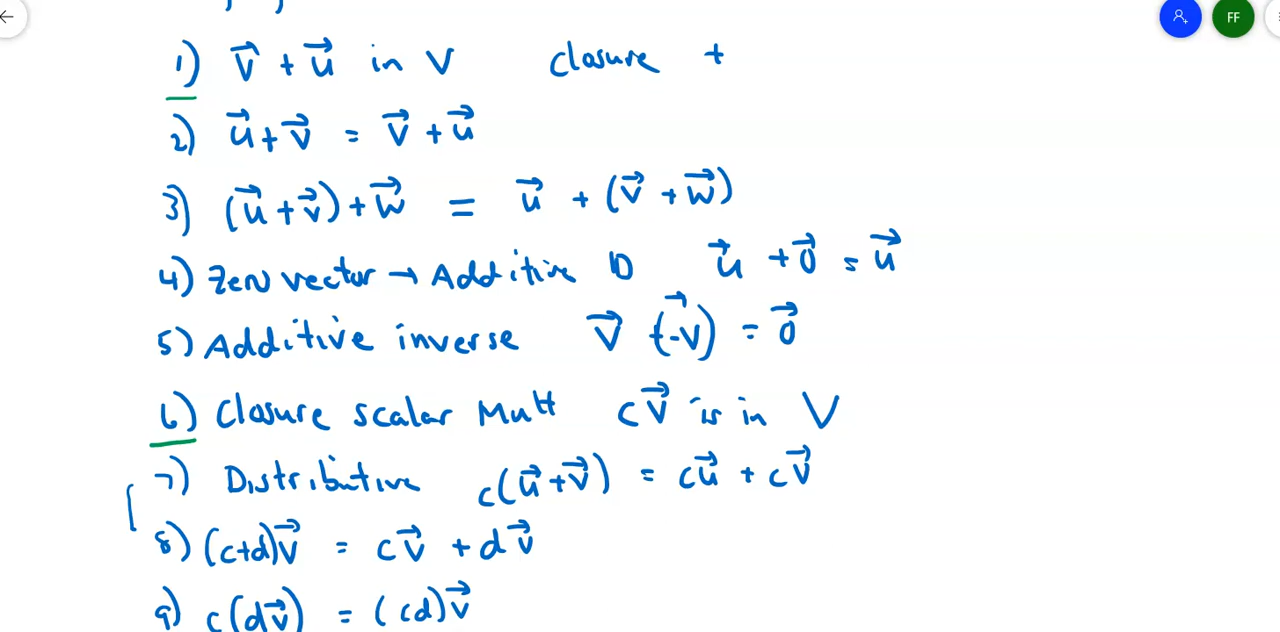 FF
1) v⃗ + u⃗ in V closure +
2) u⃗ + v⃗ = v⃗ + u⃗
3) (u⃗ + v⃗) + w⃗ = u⃗ + (v⃗ + w⃗)
4) Zero vector → Additive ID u⃗ + 0⃗ = u⃗
5) Additive inverse v⃗ (-v⃗) = 0⃗
6) Closure scalar Mult cv⃗ is in V
7) Distributive c(u⃗ + v⃗) = cu⃗ + cv⃗
8) (c+d)v⃗ = cv⃗ + dv⃗
9) c(dv⃗) = (cd)v⃗